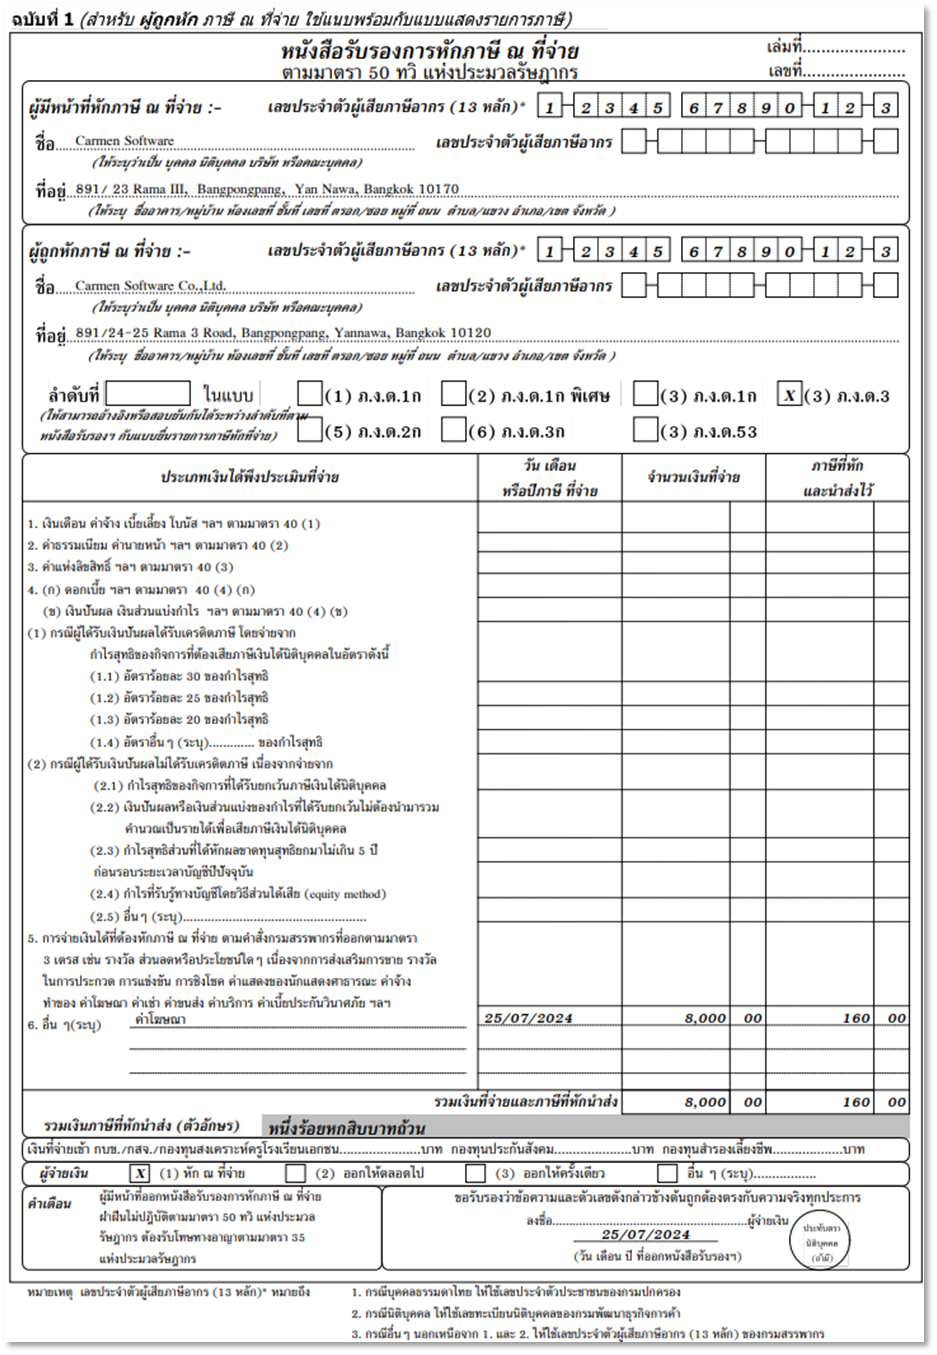 ฉบับที่ 1 (สำหรับ ผู้ถูกหัก ภาษี ณ ที่จ่าย ใช้แนบพร้อมกับแบบแสดงรายการภาษี)
หนังสือรับรองการหักภาษี ณ ที่จ่าย
เล่มที่.......................
ตามมาตรา 50 ทวิ แห่งประมวลรัษฎากร
เลขที่.......................
ผู้มีหน้าที่หักภาษี ณ ที่จ่าย :- เลขประจำตัวผู้เสียภาษีอากร (13 หลัก)* 1 2 3 4 5 6 7 8 9 0 1 2 3
ชื่อ Carmen Software เลขประจำตัวผู้เสียภาษีอากร
(ให้ระบุว่าเป็น บุคคล นิติบุคคล บริษัท หรือคณะบุคคล)
ที่อยู่ 891/ 23 Rama III, Bangpongpang, Yan Nawa, Bangkok 10170
(ให้ระบุ ชื่ออาคาร/หมู่บ้าน ห้องเลขที่ ชั้นที่ เลขที่ ตรอก/ซอย หมู่ที่ ถนน ตำบล/แขวง อำเภอ/เขต จังหวัด )
ผู้ถูกหักภาษี ณ ที่จ่าย :- เลขประจำตัวผู้เสียภาษีอากร (13 หลัก)* 1 2 3 4 5 6 7 8 9 0 1 2 3
ชื่อ Carmen Software Co.,Ltd. เลขประจำตัวผู้เสียภาษีอากร
(ให้ระบุว่าเป็น บุคคล นิติบุคคล บริษัท หรือคณะบุคคล)
ที่อยู่ 891/24-25 Rama 3 Road, Bangpongpang, Yannawa, Bangkok 10120
(ให้ระบุ ชื่ออาคาร/หมู่บ้าน ห้องเลขที่ ชั้นที่ เลขที่ ตรอก/ซอย หมู่ที่ ถนน ตำบล/แขวง อำเภอ/เขต จังหวัด )
ลำดับที่ ในแบบ (1) ภ.ง.ด.1ก (2) ภ.ง.ด.1ก พิเศษ (3) ภ.ง.ด.1ก X (3) ภ.ง.ด.3
(ให้สามารถอ้างอิงหรือสอบยันกันได้ระหว่างลำดับที่ตาม
หนังสือรับรองฯ กับแบบยื่นรายการภาษีหักที่จ่าย) (5) ภ.ง.ด.2ก (6) ภ.ง.ด.3ก (3) ภ.ง.ด.53
ประเภทเงินได้พึงประเมินที่จ่าย
วัน เดือน
หรือปีภาษี ที่จ่าย
จำนวนเงินที่จ่าย
ภาษีที่หัก
และนำส่งไว้
1. เงินเดือน ค่าจ้าง เบี้ยเลี้ยง โบนัส ฯลฯ ตามมาตรา 40 (1)
2. ค่าธรรมเนียม ค่านายหน้า ฯลฯ ตามมาตรา 40 (2)
3. ค่าแห่งลิขสิทธิ์ ฯลฯ ตามมาตรา 40 (3)
4. (ก) ดอกเบี้ย ฯลฯ ตามมาตรา 40 (4) (ก)
(ข) เงินปันผล เงินส่วนแบ่งกำไร ฯลฯ ตามมาตรา 40 (4) (ข)
(1) กรณีผู้ได้รับเงินปันผลได้รับเครดิตภาษี โดยจ่ายจาก
กำไรสุทธิของกิจการที่ต้องเสียภาษีเงินได้นิติบุคคลในอัตราดังนี้
(1.1) อัตราร้อยละ 30 ของกำไรสุทธิ
(1.2) อัตราร้อยละ 25 ของกำไรสุทธิ
(1.3) อัตราร้อยละ 20 ของกำไรสุทธิ
(1.4) อัตราอื่นๆ (ระบุ)............. ของกำไรสุทธิ
(2) กรณีผู้ได้รับเงินปันผลไม่ได้รับเครดิตภาษี เนื่องจากจ่ายจาก
(2.1) กำไรสุทธิของกิจการที่ได้รับยกเว้นภาษีเงินได้นิติบุคคล
(2.2) เงินปันผลหรือเงินส่วนแบ่งของกำไรที่ได้รับยกเว้นไม่ต้องนำมารวม
คำนวณเป็นรายได้เพื่อเสียภาษีเงินได้นิติบุคคล
(2.3) กำไรสุทธิส่วนที่ได้หักผลขาดทุนสุทธิยกมาไม่เกิน 5 ปี
ก่อนรอบระยะเวลาบัญชีปีปัจจุบัน
(2.4) กำไรที่รับรู้ทางบัญชีโดยวิธีส่วนได้เสีย (equity method)
(2.5) อื่นๆ (ระบุ)....................................................
5. การจ่ายเงินได้ที่ต้องหักภาษี ณ ที่จ่าย ตามคำสั่งกรมสรรพากรที่ออกตามมาตรา
3 เตรส เช่น รางวัล ส่วนลดหรือประโยชน์ใดๆ เนื่องจากการส่งเสริมการขาย รางวัล
ในการประกวด การแข่งขัน การชิงโชค ค่าแสดงของนักแสดงสาธารณะ ค่าจ้าง
ทำของ ค่าโฆษณา ค่าเช่า ค่าขนส่ง ค่าบริการ ค่าเบี้ยประกันวินาศภัย ฯลฯ
6. อื่น ๆ(ระบุ) ค่าโฆษณา 25/07/2024 8,000 00 160 00
รวมเงินที่จ่ายและภาษีที่หักนำส่ง 8,000 00 160 00
รวมเงินภาษีที่หักนำส่ง (ตัวอักษร) หนึ่งร้อยหกสิบบาทถ้วน
เงินที่จ่ายเข้า กบข./กสจ./กองทุนสงเคราะห์ครูโรงเรียนเอกชน.......................บาท กองทุนประกันสังคม......................บาท กองทุนสำรองเลี้ยงชีพ....................บาท
ผู้จ่ายเงิน X (1) หัก ณ ที่จ่าย (2) ออกให้ตลอดไป (3) ออกให้ครั้งเดียว อื่น ๆ (ระบุ)..................
คำเตือน
ผู้มีหน้าที่ออกหนังสือรับรองการหักภาษี ณ ที่จ่าย
ฝ่าฝืนไม่ปฎิบัติตามมาตรา 50 ทวิ แห่งประมวล
รัษฎากร ต้องรับโทษทางอาญาตามมาตรา 35
แห่งประมวลรัษฎากร
ขอรับรองว่าข้อความและตัวเลขดังกล่าวข้างต้นถูกต้องตรงกับความจริงทุกประการ
ลงชื่อ.......................................................ผู้จ่ายเงิน
25/07/2024
(วัน เดือน ปี ที่ออกหนังสือรับรองฯ)
ประทับตรา
นิติบุคคล
(ถ้ามี)
หมายเหตุ เลขประจำตัวผู้เสียภาษีอากร (13 หลัก)* หมายถึง 1. กรณีบุคคลธรรมดาไทย ให้ใช้เลขประจำตัวประชาชนของกรมปกครอง
2. กรณีนิติบุคคล ให้ใช้เลขทะเบียนนิติบุคคลของกรมพัฒนาธุรกิจการค้า
3. กรณีอื่นๆ นอกเหนือจาก 1. และ 2. ให้ใช้เลขประจำตัวผู้เสียภาษีอากร (13 หลัก) ของกรมสรรพากร